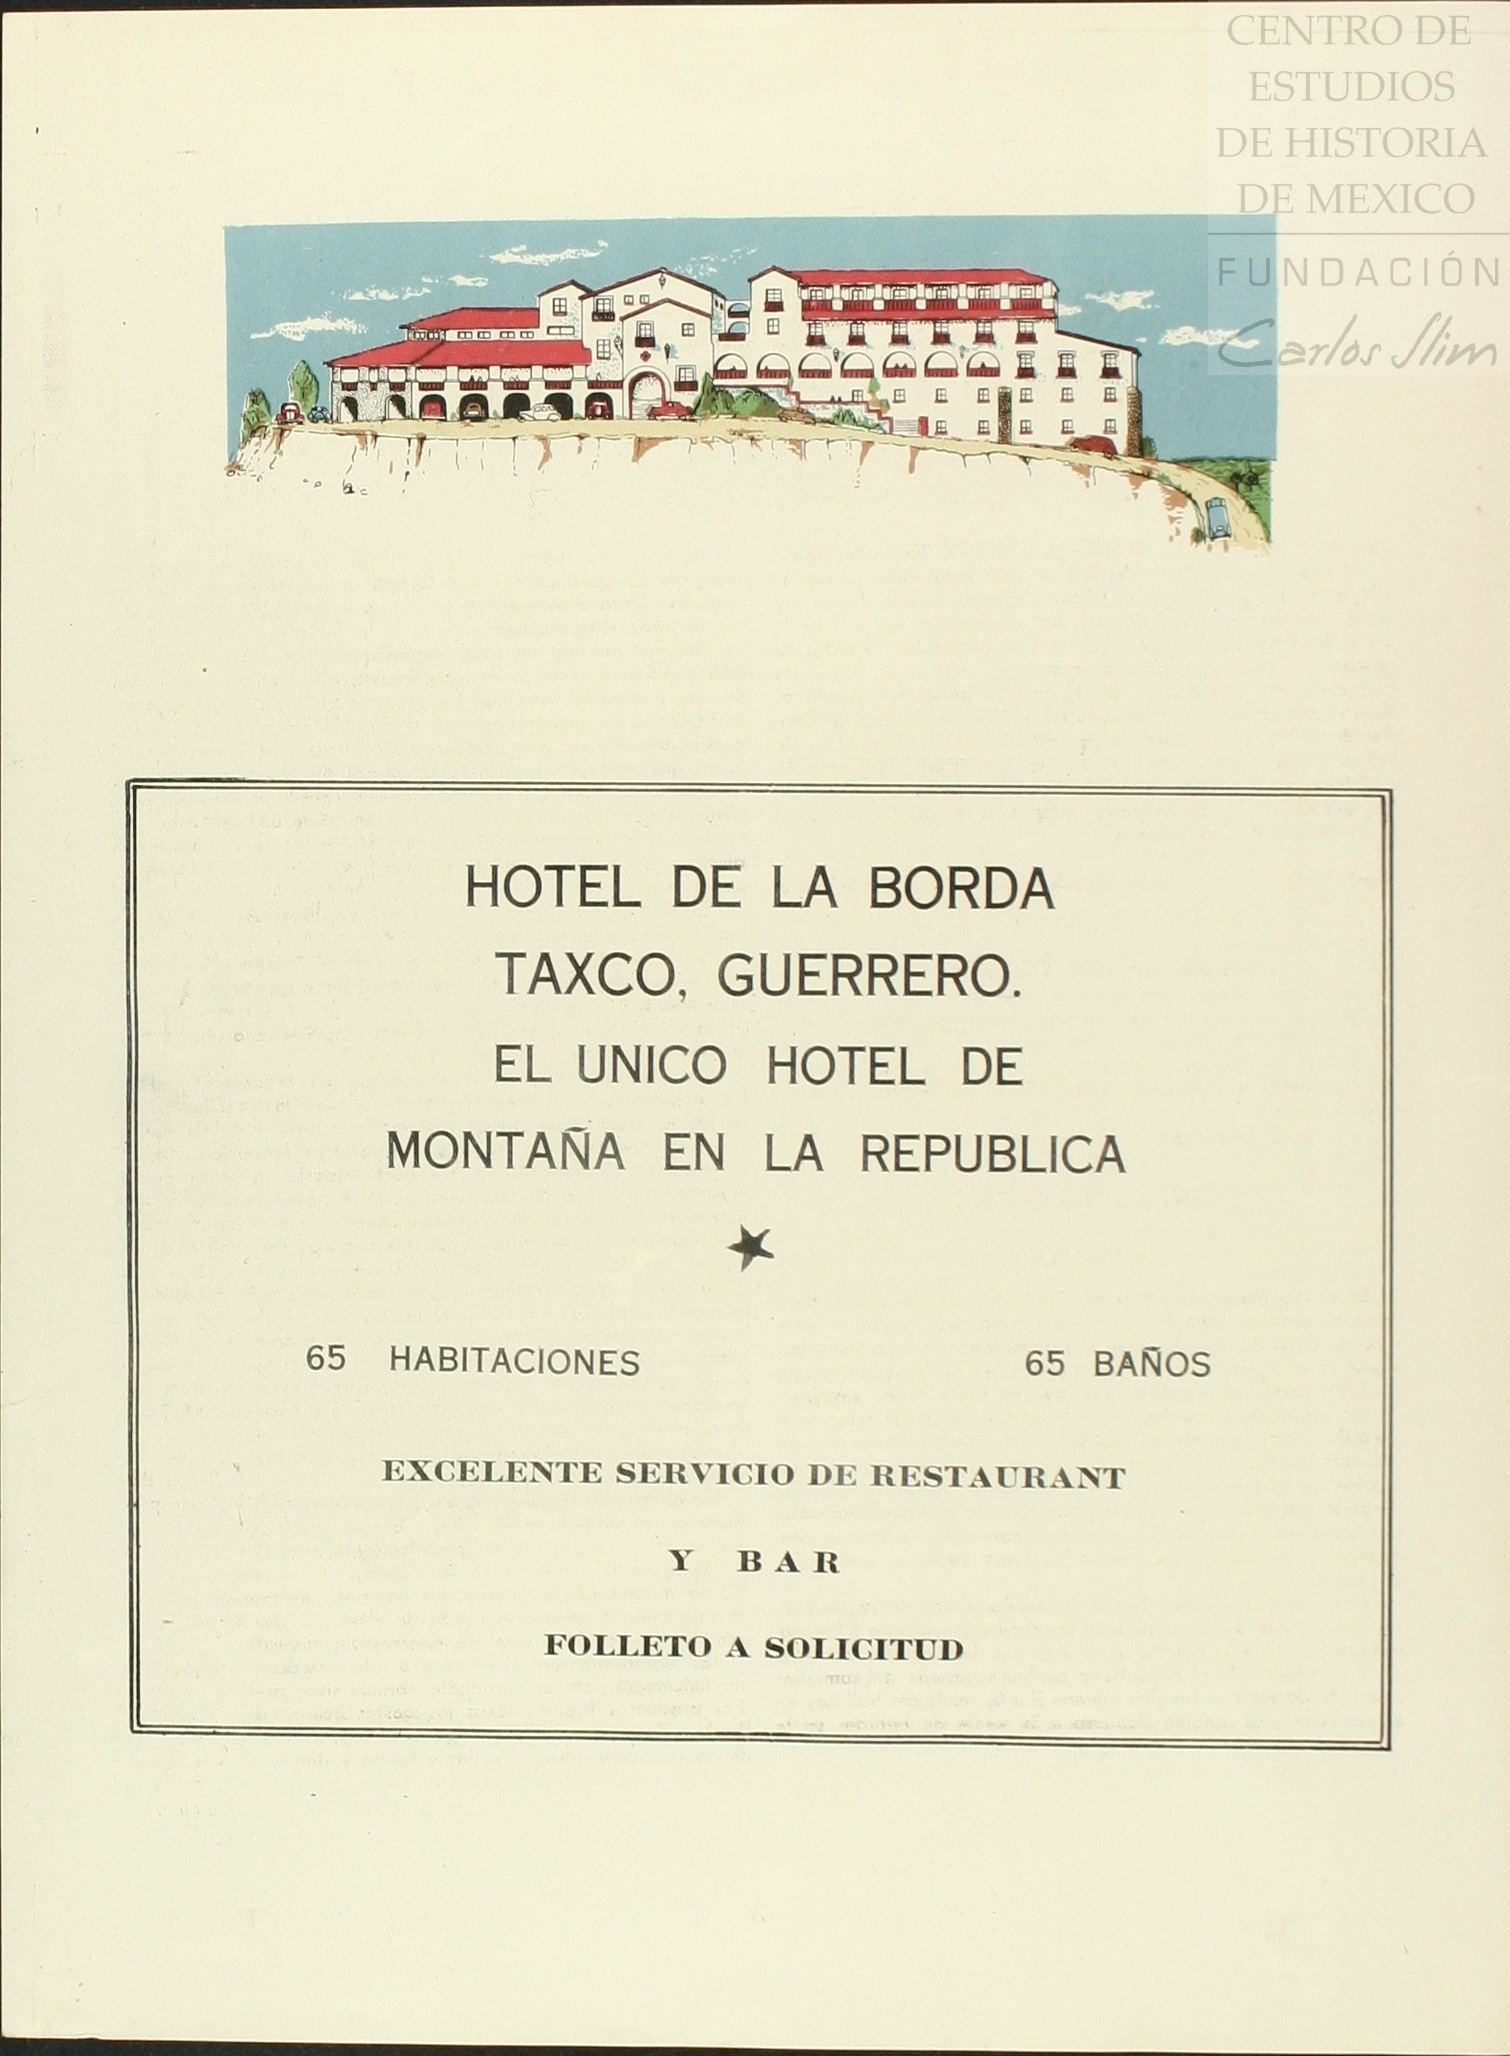 CENTRO DE
ESTUDIOS
DE HISTORIA
DE MEXICO
FUNDACIÓN
Carlos Slim
HOTEL DE LA BORDA
TAXCO, GUERRERO.
EL UNICO HOTEL DE
MONTAÑA EN LA REPUBLICA
65 HABITACIONES 65 BAÑOS
EXCELENTE SERVICIO DE RESTAURANT
Y BAR
FOLLETO A SOLICITUD